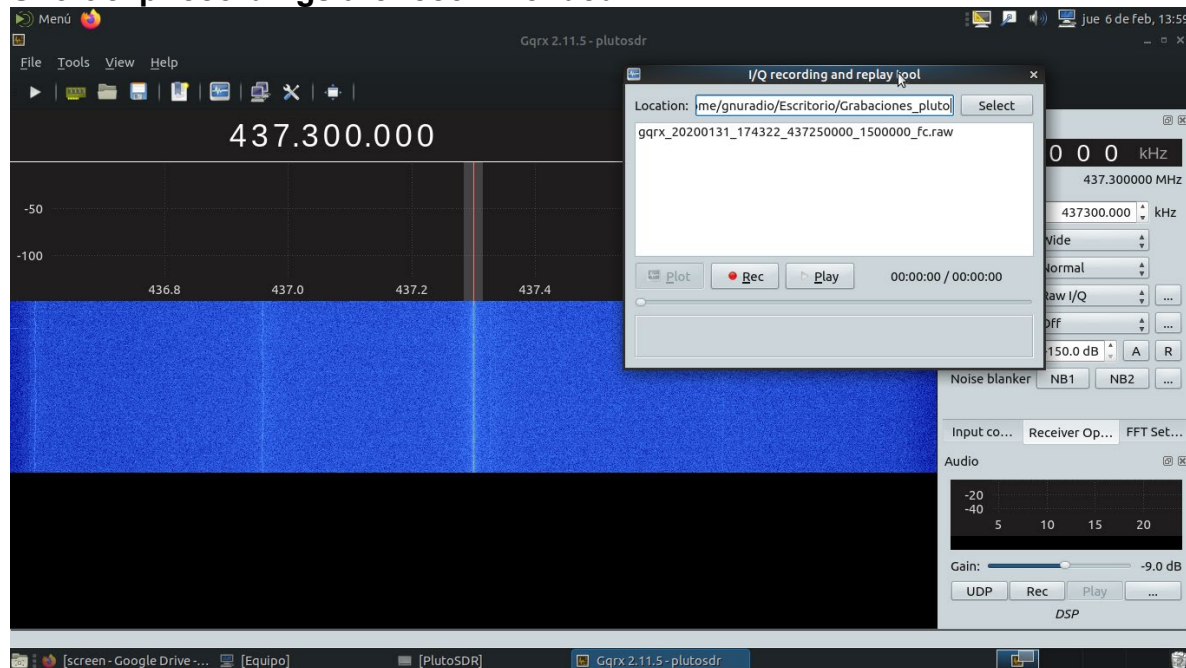 Menú
jue 6 de feb, 13:59
Gqrx 2.11.5 - plutosdr
File Tools View Help
I/Q recording and replay tool
Location: me/gnuradio/Escritorio/Grabaciones_pluto Select
gqrx_20200131_174322_437250000_1500000_fc.raw
437.300.000
0 0 0 kHz
437.300000 MHz
437300.000 kHz
-50
Wide
-100
Normal
Plot Rec Play 00:00:00 / 00:00:00
436.8 437.0 437.2 437.4
Raw I/Q ...
Off ...
-150.0 dB A R
Noise blanker NB1 NB2 ...
Input co... Receiver Op... FFT Set...
Audio
-20
-40
5 10 15 20
Gain: -9.0 dB
UDP Rec Play ...
DSP
[screen - Google Drive -... [Equipo] [PlutoSDR] Gqrx 2.11.5 - plutosdr